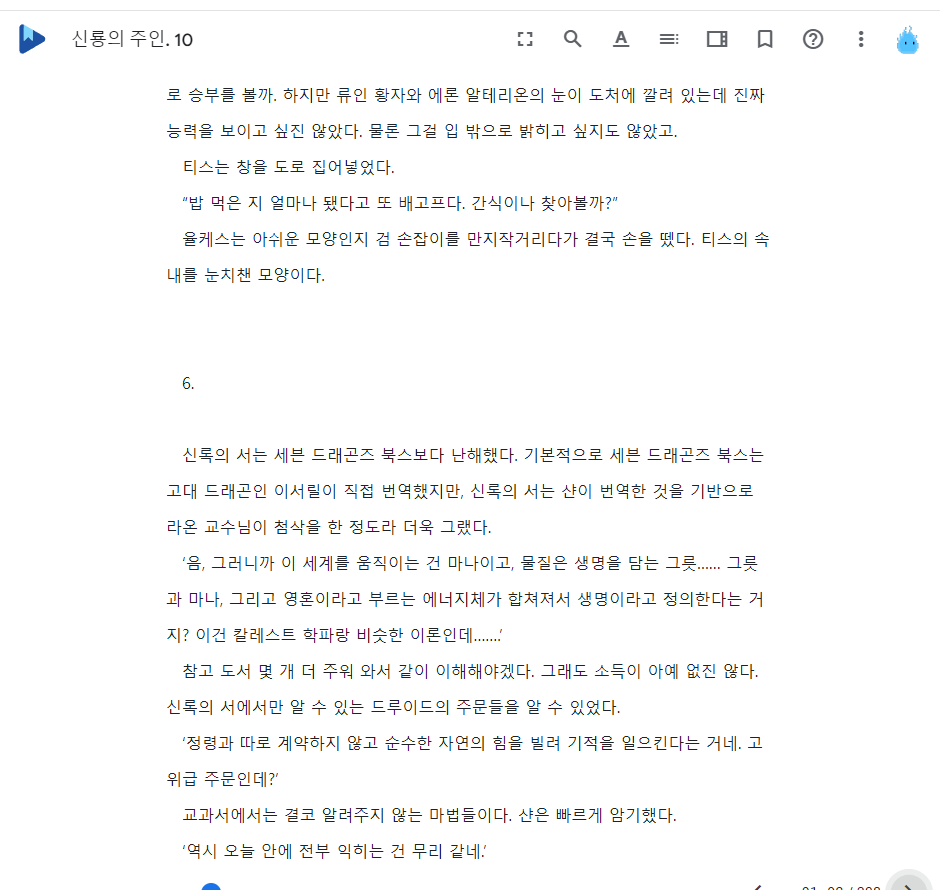 신룡의 주인. 10
로 승부를 볼까. 하지만 류인 황자와 에론 알테리온의 눈이 도처에 깔려 있는데 진짜
능력을 보이고 싶진 않았다. 물론 그걸 입 밖으로 밝히고 싶지도 않았고.
티스는 창을 도로 집어넣었다.
“밥 먹은 지 얼마나 됐다고 또 배고프다. 간식이나 찾아볼까?”
율케스는 아쉬운 모양인지 검 손잡이를 만지작거리다가 결국 손을 뗐다. 티스의 속
내를 눈치챈 모양이다.
6.
신록의 서는 세븐 드래곤즈 북스보다 난해했다. 기본적으로 세븐 드래곤즈 북스는
고대 드래곤인 이서릴이 직접 번역했지만, 신록의 서는 샨이 번역한 것을 기반으로
라온 교수님이 첨삭을 한 정도라 더욱 그랬다.
‘음, 그러니까 이 세계를 움직이는 건 마나이고, 물질은 생명을 담는 그릇…… 그릇
과 마나, 그리고 영혼이라고 부르는 에너지체가 합쳐져서 생명이라고 정의한다는 거
지? 이건 칼레스트 학파랑 비슷한 이론인데…….’
참고 도서 몇 개 더 주워 와서 같이 이해해야겠다. 그래도 소득이 아예 없진 않다.
신록의 서에서만 알 수 있는 드루이드의 주문들을 알 수 있었다.
‘정령과 따로 계약하지 않고 순수한 자연의 힘을 빌려 기적을 일으킨다는 거네. 고
위급 주문인데?’
교과서에서는 결코 알려주지 않는 마법들이다. 샨은 빠르게 암기했다.
‘역시 오늘 안에 전부 익히는 건 무리 같네.’